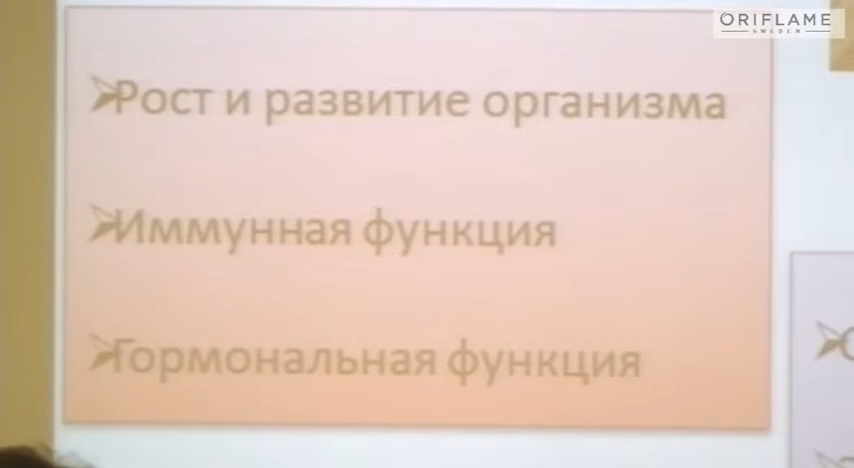 ORIFLAME
SWEDEN
Рост и развитие организма
Иммунная функция
Гормональная функция